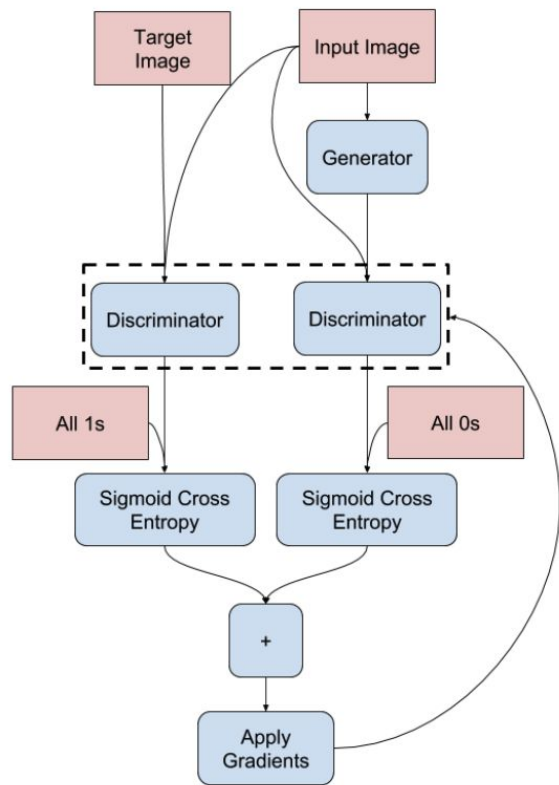 Target
Image
Input Image
Generator
Discriminator
Discriminator
All 1s
All 0s
Sigmoid Cross
Entropy
Sigmoid Cross
Entropy
+
Apply
Gradients